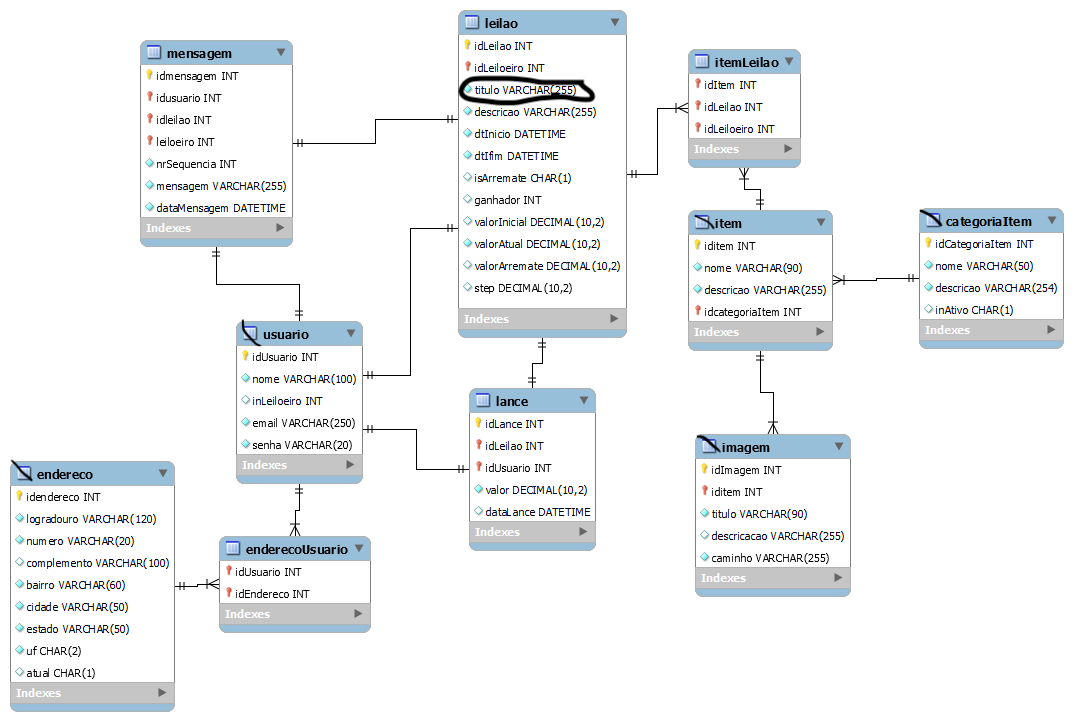 mensagem
idmensagem INT
idusuario INT
idleilao INT
leiloeiro INT
nrSequencia INT
mensagem VARCHAR(255)
dataMensagem DATETIME
Indexes
leilao
idLeilao INT
idLeiloeiro INT
titulo VARCHAR(255)
descricao VARCHAR(255)
dtInicio DATETIME
dtIfim DATETIME
isArremate CHAR(1)
ganhador INT
valorInicial DECIMAL(10,2)
valorAtual DECIMAL(10,2)
valorArremate DECIMAL(10,2)
step DECIMAL(10,2)
Indexes
itemLeilao
idItem INT
idLeilao INT
idLeiloeiro INT
Indexes
item
iditem INT
nome VARCHAR(90)
descricao VARCHAR(255)
idcategoriaItem INT
Indexes
categoriaItem
idCategoriaItem INT
nome VARCHAR(50)
descricao VARCHAR(254)
inAtivo CHAR(1)
Indexes
usuario
idUsuario INT
nome VARCHAR(100)
inLeiloeiro INT
email VARCHAR(250)
senha VARCHAR(20)
Indexes
lance
idLance INT
idLeilao INT
idUsuario INT
valor DECIMAL(10,2)
dataLance DATETIME
Indexes
imagem
idImagem INT
iditem INT
titulo VARCHAR(90)
descricacao VARCHAR(255)
caminho VARCHAR(255)
Indexes
endereco
idendereco INT
logradouro VARCHAR(120)
numero VARCHAR(20)
complemento VARCHAR(100)
bairro VARCHAR(60)
cidade VARCHAR(50)
estado VARCHAR(50)
uf CHAR(2)
atual CHAR(1)
Indexes
enderecoUsuario
idUsuario INT
idEndereco INT
Indexes